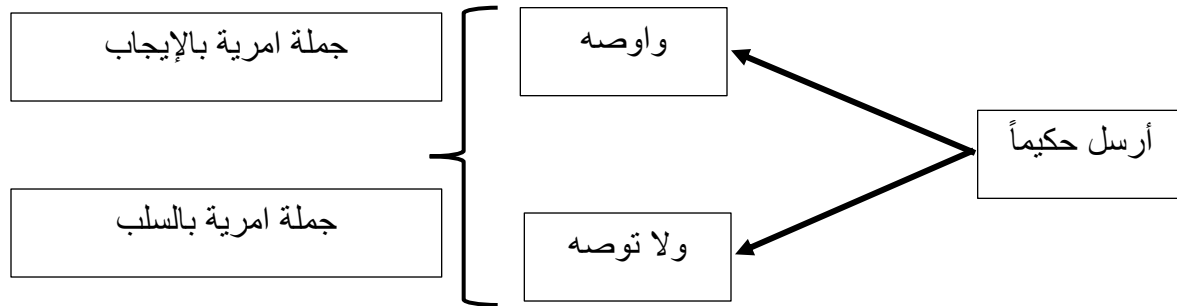 أرسل حكيماً
واوصه
جملة امرية بالإيجاب
ولا توصه
جملة امرية بالسلب